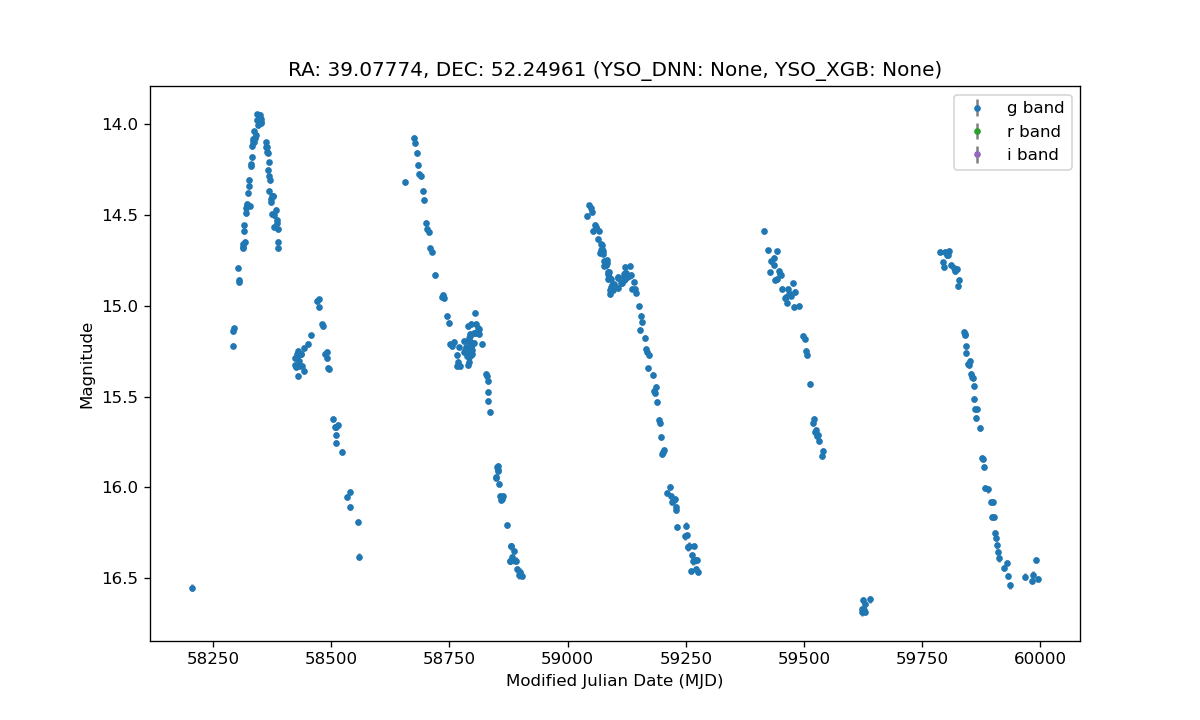 RA: 39.07774, DEC: 52.24961 (YSO_DNN: None, YSO_XGB: None)
g band
r band
i band
Magnitude
14.0
14.5
15.0
15.5
16.0
16.5
58250 58500 58750 59000 59250 59500 59750 60000
Modified Julian Date (MJD)